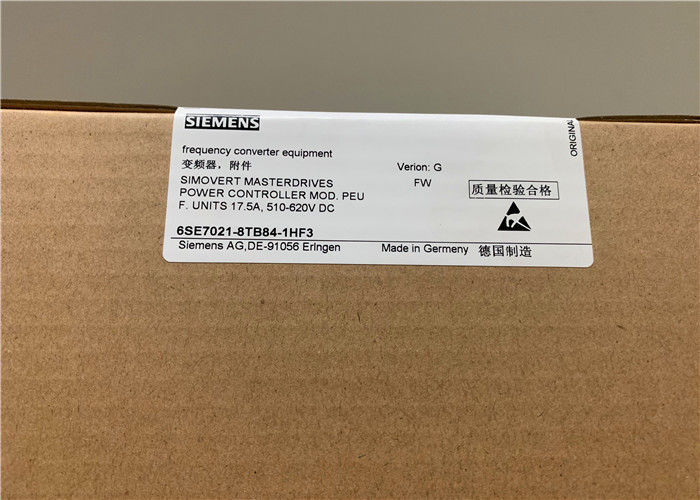 SIEMENS
frequency converter equipment
变频器，附件
SIMOVERT MASTERDRIVES
POWER CONTROLLER MOD. PEU
F. UNITS 17.5A, 510-620V DC
6SE7021-8TB84-1HF3
Siemens AG,DE-91056 Erlngen
Verion: G
FW
质量检验合格
Made in Germeny 德国制造
ORIGINA